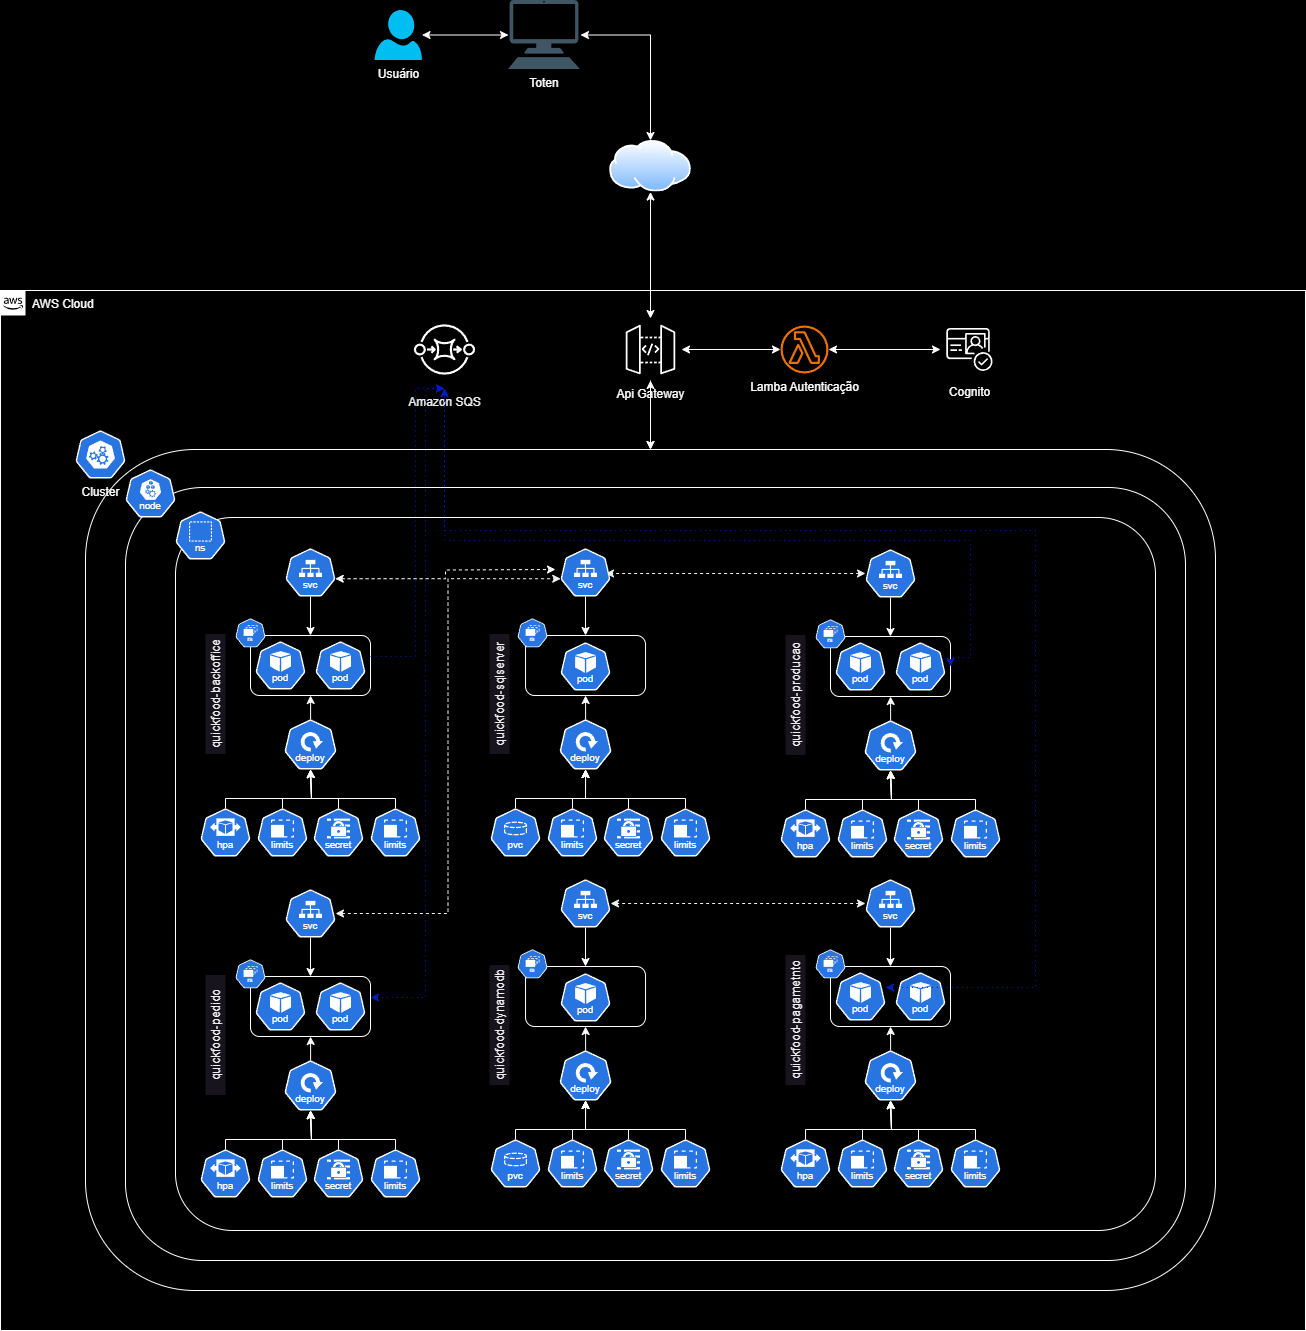 Usuário
Toten
aws
AWS Cloud
Amazon SQS
Api Gateway
Lamba Autenticação
Cognito
Cluster
node
ns
svc
svc
svc
rs
rs
rs
quickfood-backoffice
pod
pod
quickfood-sqlserver
pod
quickfood-producao
pod
pod
deploy
deploy
deploy
hpa
limits
secret
limits
pvc
limits
secret
limits
hpa
limits
secret
limits
svc
svc
svc
rs
rs
rs
quickfood-pedido
pod
pod
quickfood-dynamodb
pod
quickfood-pagametnto
pod
pod
deploy
deploy
deploy
hpa
limits
secret
limits
pvc
limits
secret
limits
hpa
limits
secret
limits